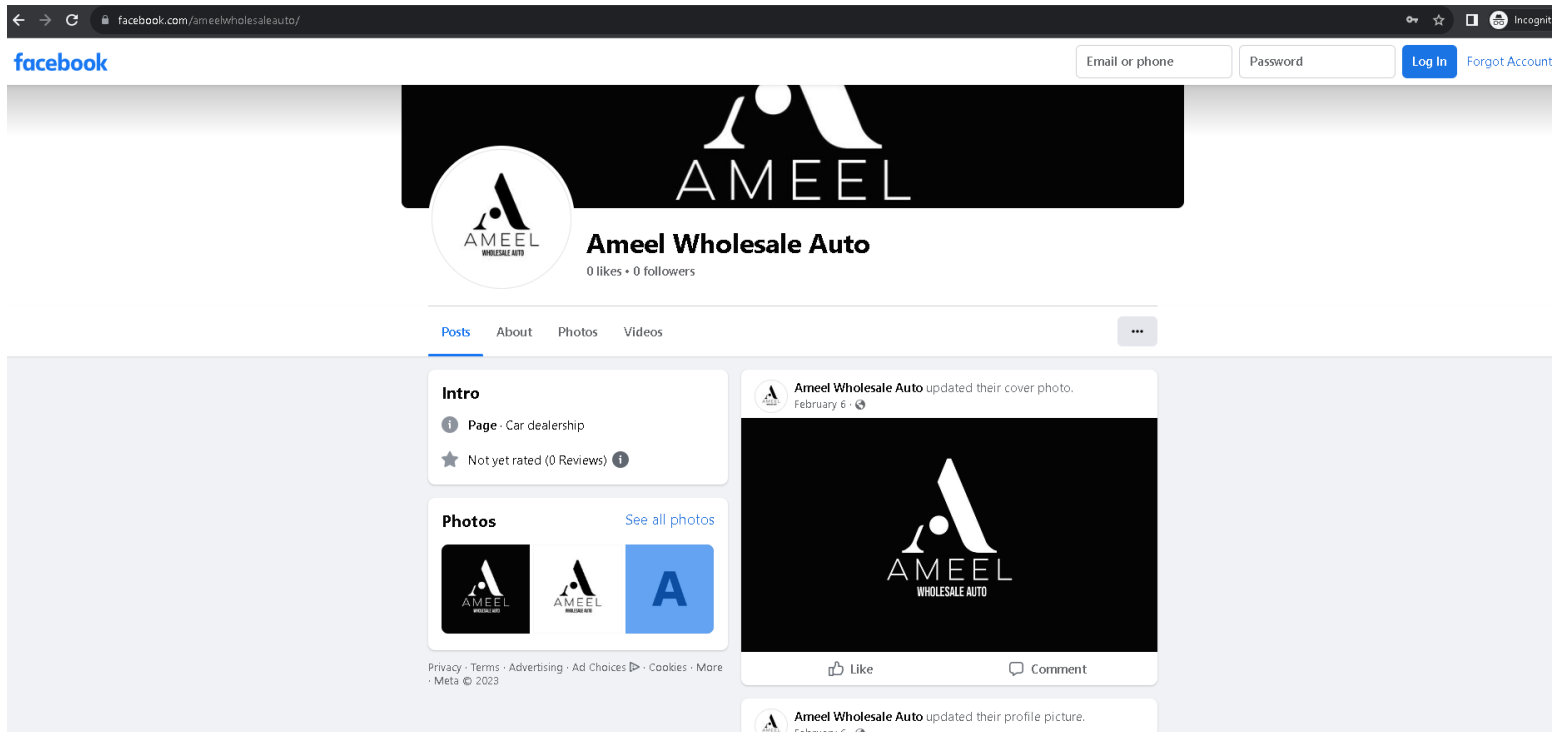 facebook.com/ameelwholesaleauto/
Incognit
facebook
Email or phone
Password
Log In
Forgot Account
AMEEL
AMEEL
WHOLESALE AUTO
Ameel Wholesale Auto
0 likes • 0 followers
Posts
About
Photos
Videos
Intro
Page · Car dealership
Not yet rated (0 Reviews)
Photos
See all photos
AMEEL
WHOLESALE AUTO
AMEEL
WHOLESALE AUTO
A
Privacy · Terms · Advertising · Ad Choices · Cookies · More
· Meta © 2023
Ameel Wholesale Auto updated their cover photo.
February 6 ·
AMEEL
WHOLESALE AUTO
Like
Comment
Ameel Wholesale Auto updated their profile picture.
February 6 ·